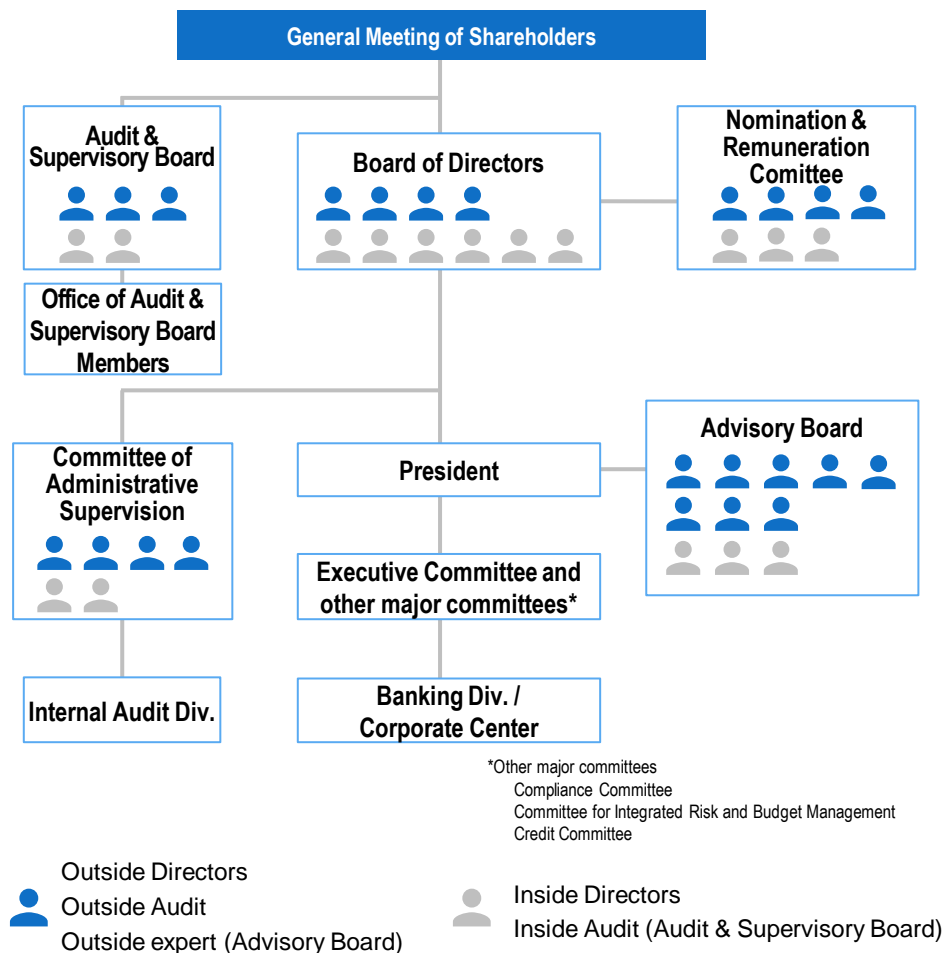 General Meeting of Shareholders
Audit &
Supervisory Board
Board of Directors
Nomination &
Remuneration
Comittee
Office of Audit &
Supervisory Board
Members
Committee of
Administrative
Supervision
President
Advisory Board
Executive Committee and
other major committees*
Internal Audit Div.
Banking Div. /
Corporate Center
*Other major committees
Compliance Committee
Committee for Integrated Risk and Budget Management
Credit Committee
Outside Directors
Outside Audit
Outside expert (Advisory Board)
Inside Directors
Inside Audit (Audit & Supervisory Board)